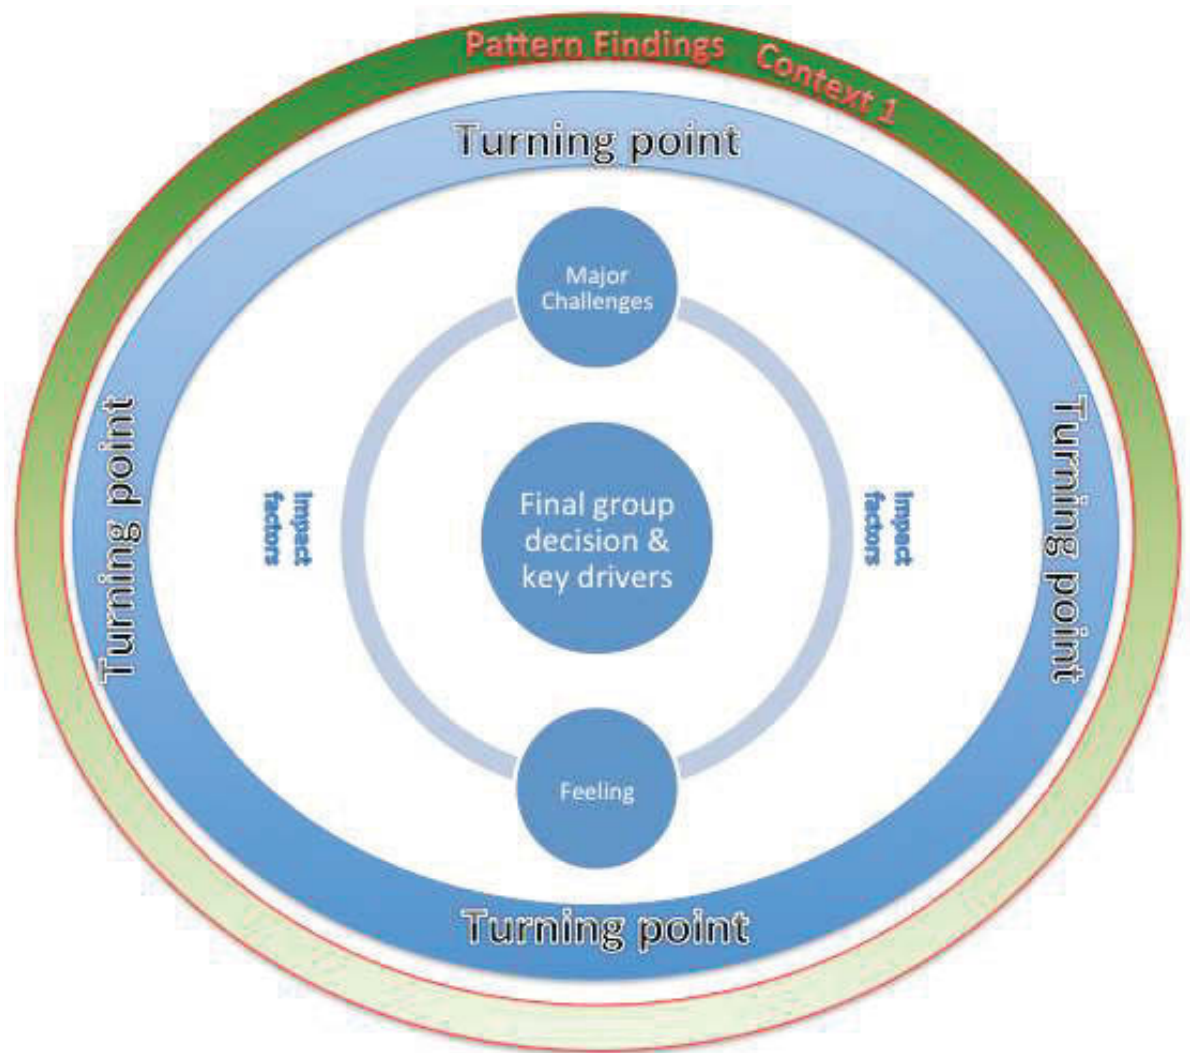 Pattern Findings Context 1
Turning point
Major
Challenges
Turning point
Impact
factors
Final group
decision &
key drivers
Impact
factors
Turning point
Feeling
Turning point